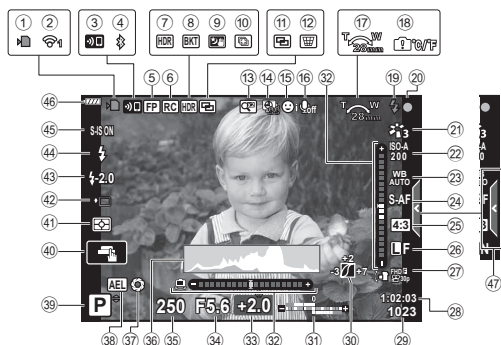 1 2 3 4 5 6 7 8 9 10 11 12 17 18
HDR BKT T W 28mm °C/°F
13 14 15 16 32 19 20
46 FP RC HDR i off T W 28mm
45 S-IS ON 3 21
ISO-A 200 22
44 WB AUTO 23
43 -2.0 S-AF 24
42 4:3 25
41 L F 26
40 +2 -3 +7 FHD F 30p 27
39 P AEL 250 F5.6 +2.0 0 1:02:03 28
1023
38 37 36 35 34 33 32 31 30 29
47